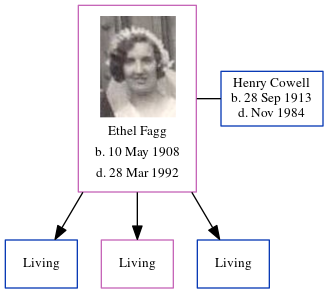 Ethel Fagg
b. 10 May 1908
d. 28 Mar 1992
Henry Cowell
b. 28 Sep 1913
d. Nov 1984
Living
Living
Living